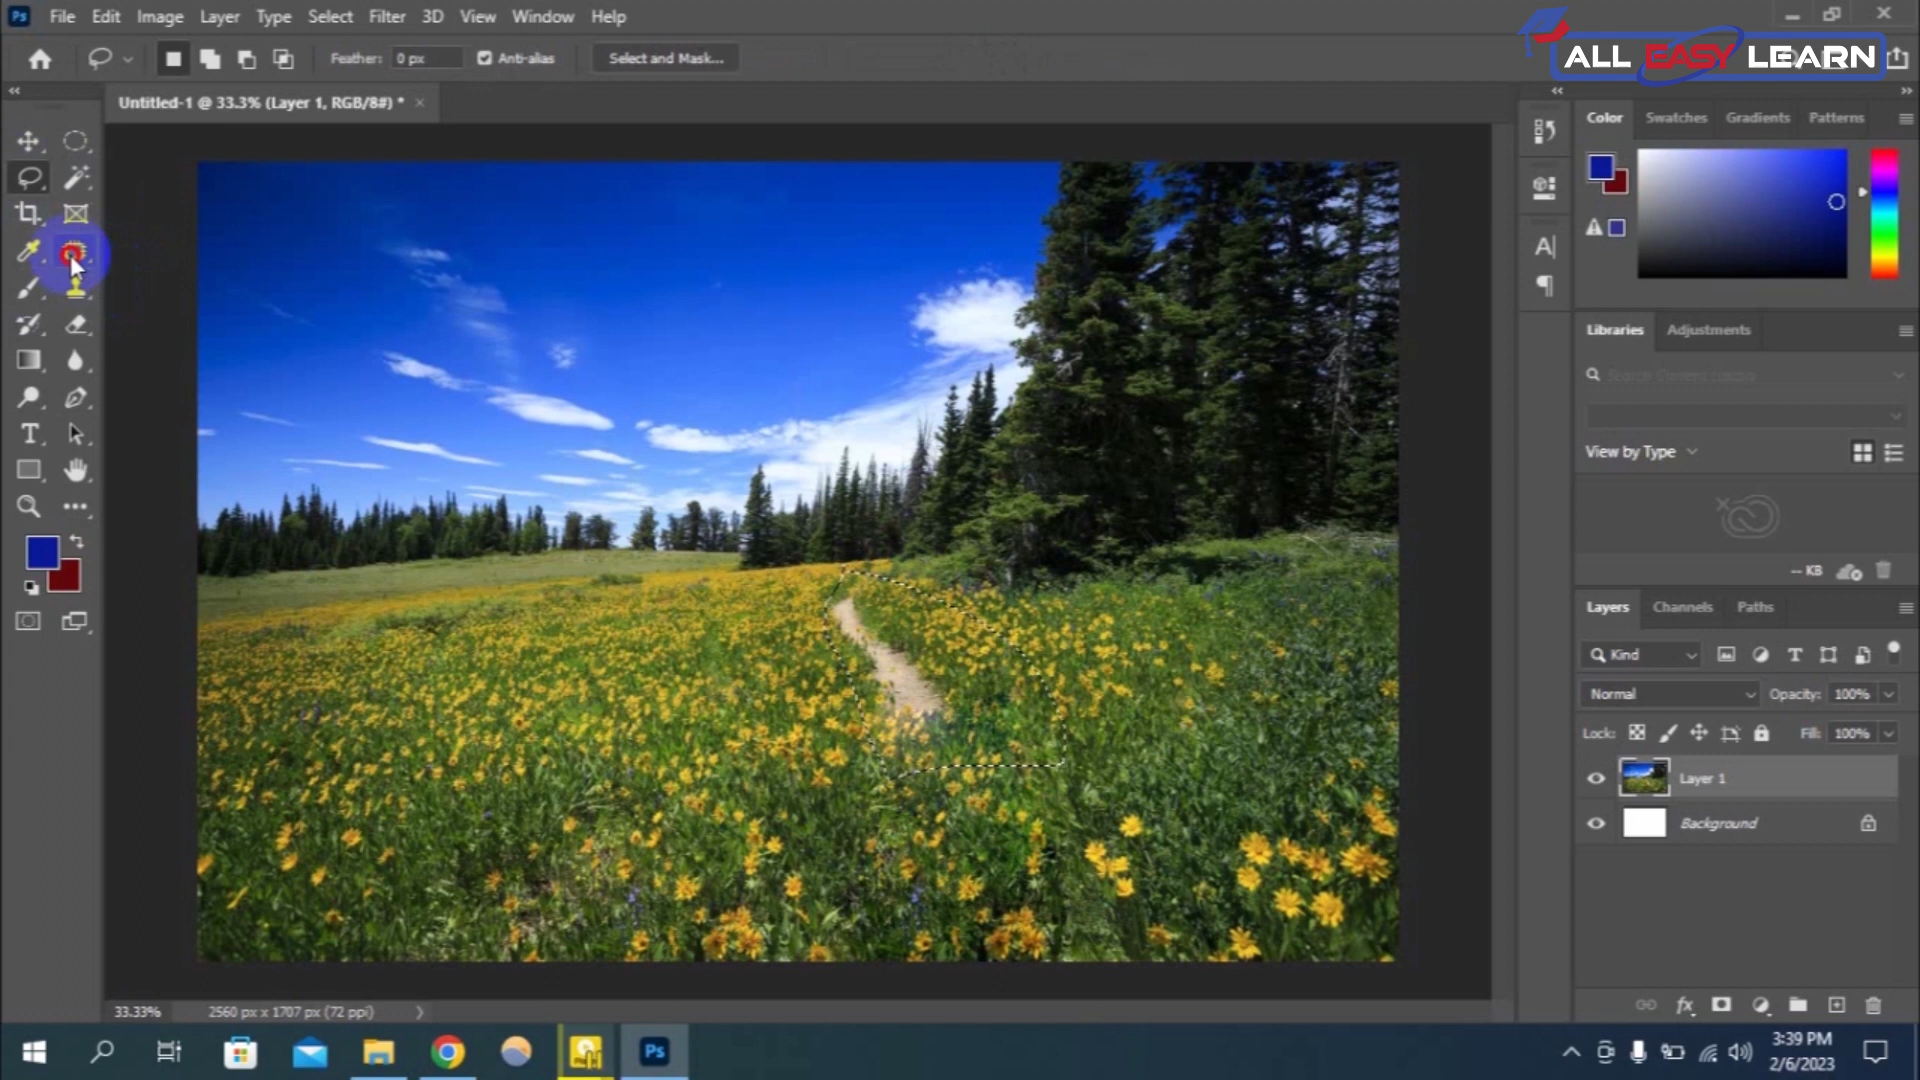 Ps File Edit Image Layer Type Select Filter 3D View Window Help
ALL EASY LEARN
Feather: 0 px Anti-alias Select and Mask...
Untitled-1 @ 33.3% (Layer 1, RGB/8#) *
Color Swatches Gradients Patterns
Libraries Adjustments
View by Type
-- KB
Layers Channels Paths
Kind
Normal Opacity: 100%
Lock: Fill: 100%
Layer 1
Background
fx
33.33% 2560 px x 1707 px (72 ppi)
Ps
3:39 PM
2/6/2023